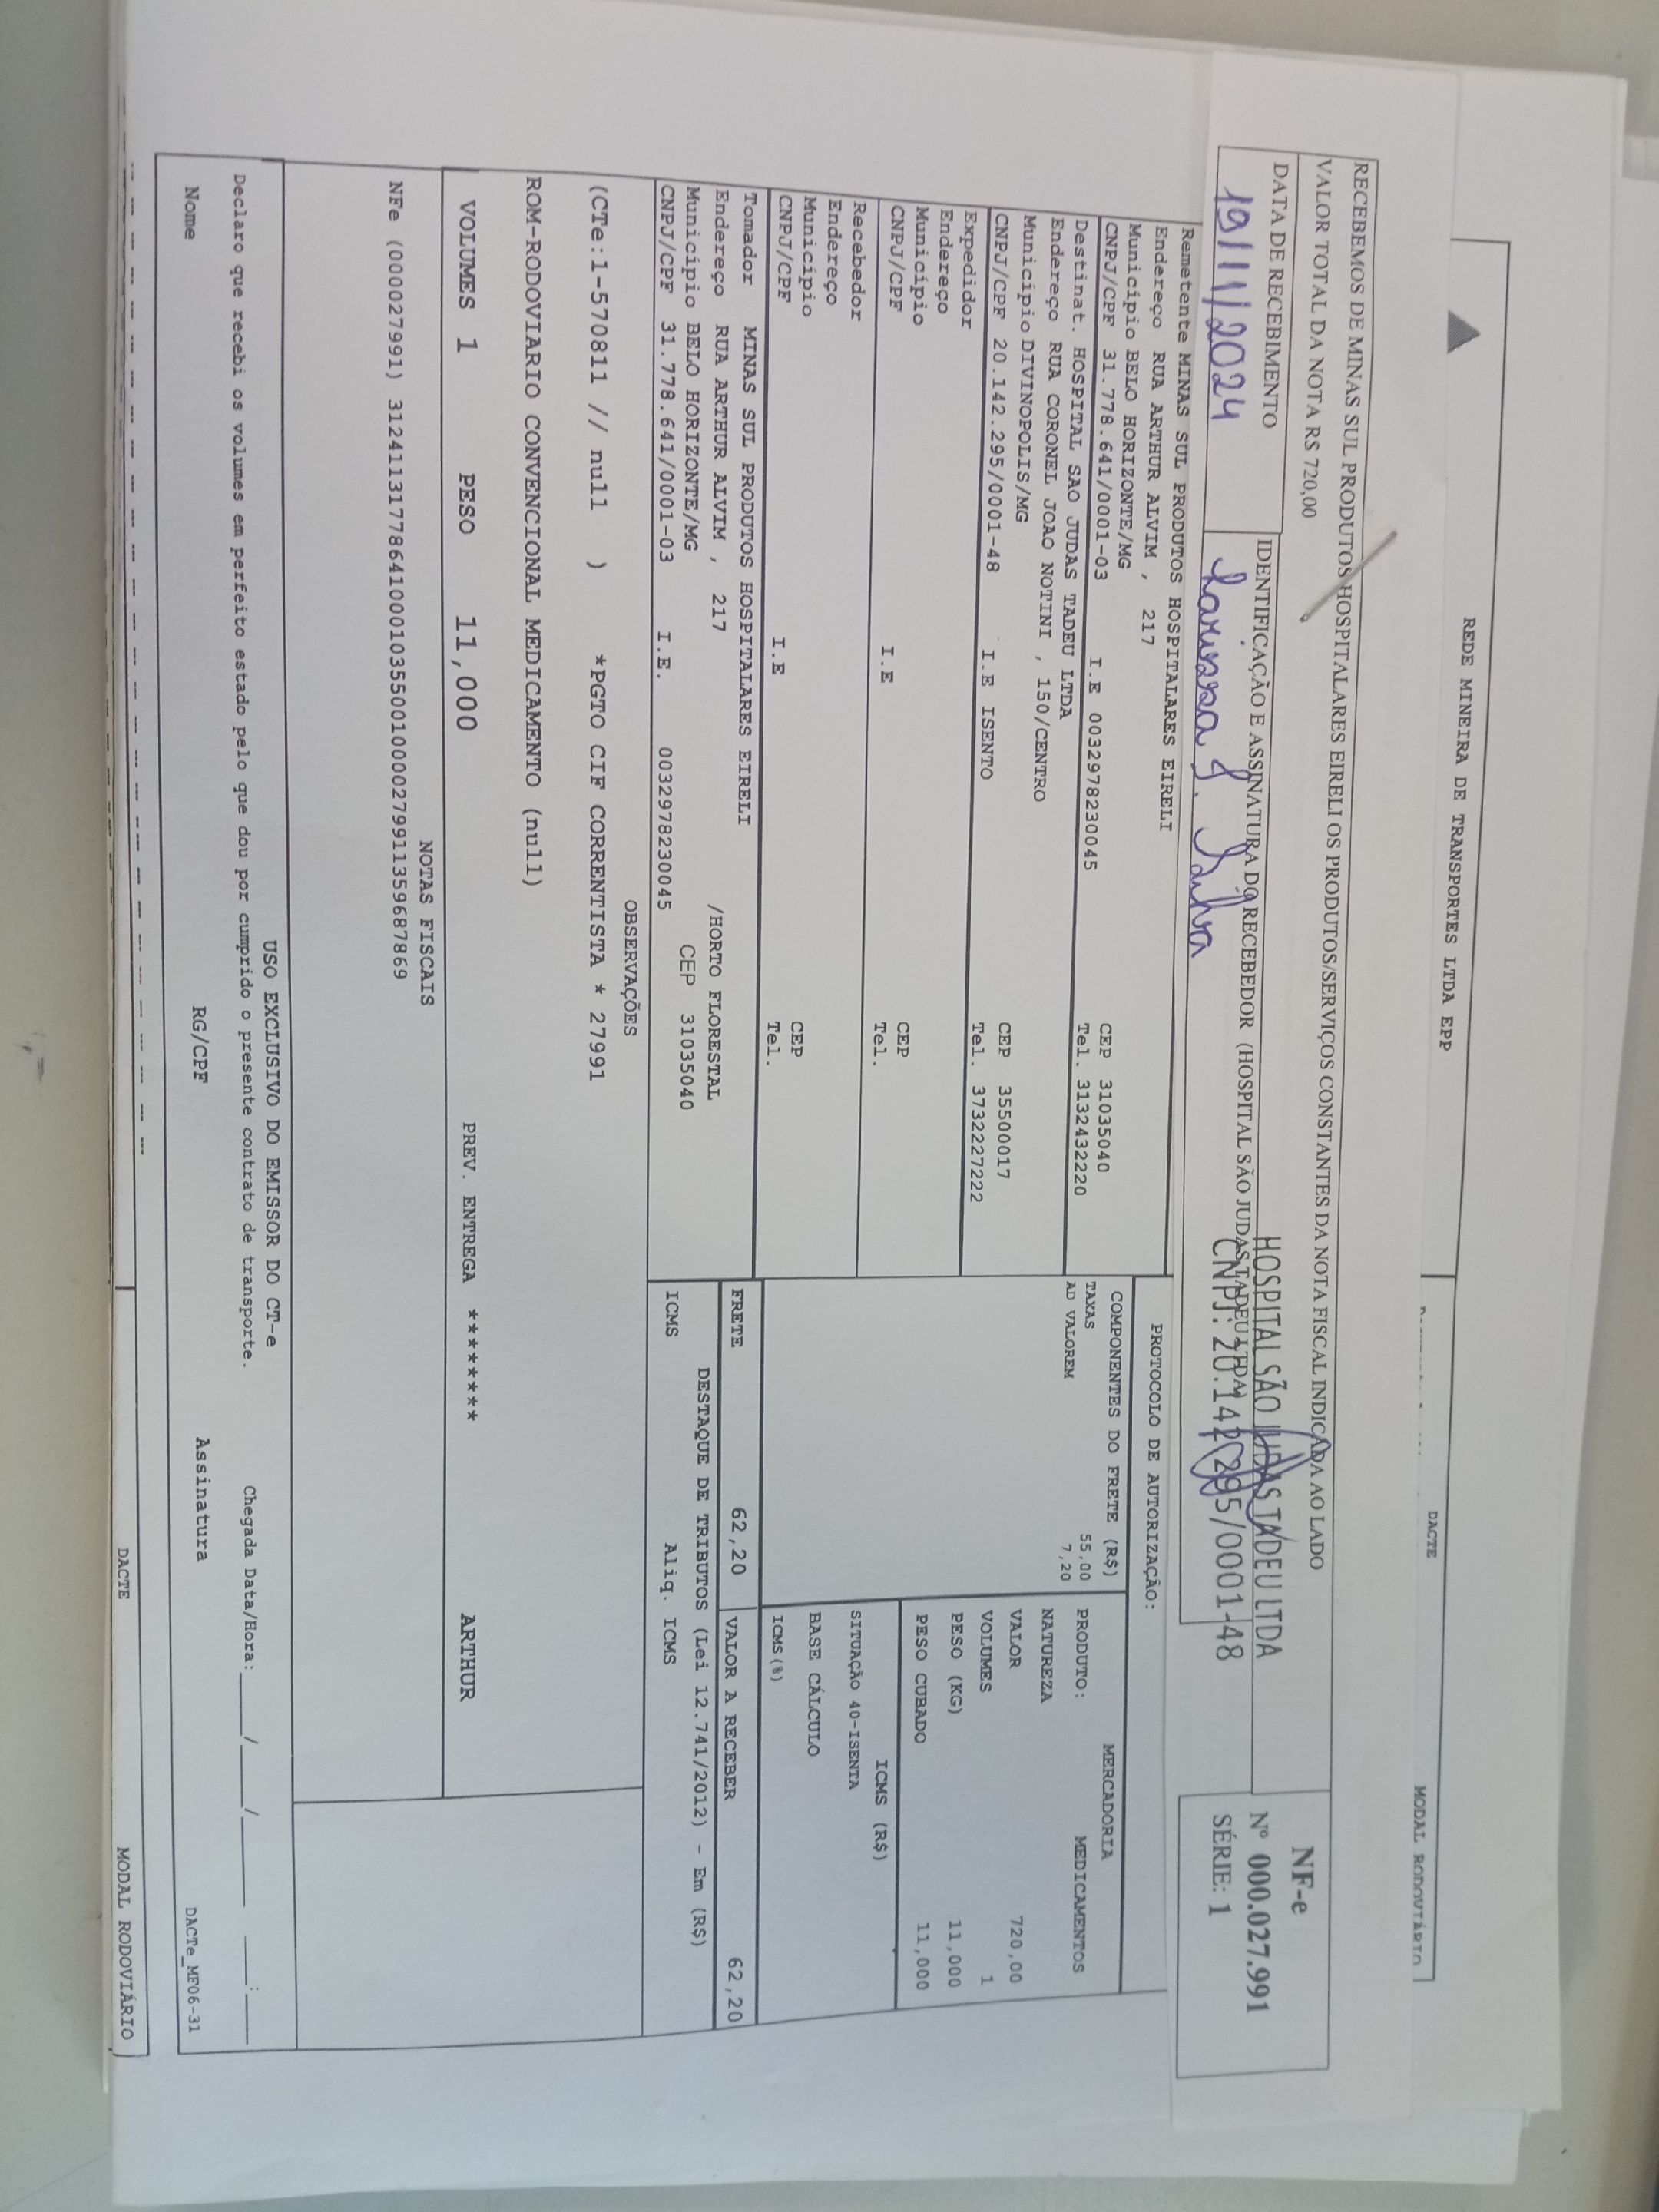 REDE MINEIRA DE TRANSPORTES LTDA EPP
DACTE
MODAL RODOVIÁRIO
RECEBEMOS DE MINAS SUL PRODUTOS HOSPITALARES EIRELI OS PRODUTOS/SERVIÇOS CONSTANTES DA NOTA FISCAL INDICADA AO LADO
VALOR TOTAL DA NOTA R$ 720,00
DATA DE RECEBIMENTO
19/11/2024
IDENTIFICAÇÃO E ASSINATURA DO RECEBEDOR (HOSPITAL SÃO JUDAS TADEU LTDA)
Silva
HOSPITAL SÃO JUDAS TADEU LTDA
CNPJ: 20.142.295/0001-48
NF-e
Nº 000.027.991
SÉRIE: 1
Remetente MINAS SUL PRODUTOS HOSPITALARES EIRELI
Endereço RUA ARTHUR ALVIM , 217
Município BELO HORIZONTE/MG CEP 31035040
CNPJ/CPF 31.778.641/0001-03 I.E 0032978230045 Tel. 3132432220
Destinat. HOSPITAL SAO JUDAS TADEU LTDA
Endereço RUA CORONEL JOAO NOTINI , 150/CENTRO
Município DIVINOPOLIS/MG CEP 35500017
CNPJ/CPF 20.142.295/0001-48 I.E ISENTO Tel. 3732227222
Expedidor
Endereço
Município CEP
CNPJ/CPF I.E Tel.
Recebedor
Endereço
Município CEP
CNPJ/CPF I.E Tel.
Tomador MINAS SUL PRODUTOS HOSPITALARES EIRELI
Endereço RUA ARTHUR ALVIM , 217 /HORTO FLORESTAL
Município BELO HORIZONTE/MG CEP 31035040
CNPJ/CPF 31.778.641/0001-03 I.E. 0032978230045
PROTOCOLO DE AUTORIZAÇÃO:
COMPONENTES DO FRETE (R$)
TAXAS 55,00
AD VALOREM 7,20
MERCADORIA
PRODUTO: MEDICAMENTOS
NATUREZA
VALOR 720,00
VOLUMES 1
PESO (KG) 11,000
PESO CUBADO 11,000
ICMS (R$)
SITUAÇÃO 40-ISENTA
BASE CÁLCULO
ICMS(%)
FRETE 62,20
VALOR A RECEBER 62,20
DESTAQUE DE TRIBUTOS (Lei 12.741/2012) - Em (R$)
ICMS Aliq. ICMS
OBSERVAÇÕES
(CTe:1-570811 // null ) *PGTO CIF CORRENTISTA * 27991
ROM-RODOVIARIO CONVENCIONAL MEDICAMENTO (null)
VOLUMES 1 PESO 11,000 PREV. ENTREGA ******** ARTHUR
NOTAS FISCAIS
NFe (000027991) 31241131778641000103550010000279911359687869
USO EXCLUSIVO DO EMISSOR DO CT-e
Declaro que recebi os volumes em perfeito estado pelo que dou por cumprido o presente contrato de transporte. Chegada Data/Hora:____/____/______ ___:____
Nome RG/CPF Assinatura DACTe_MF06-31
DACTE
MODAL RODOVIÁRIO